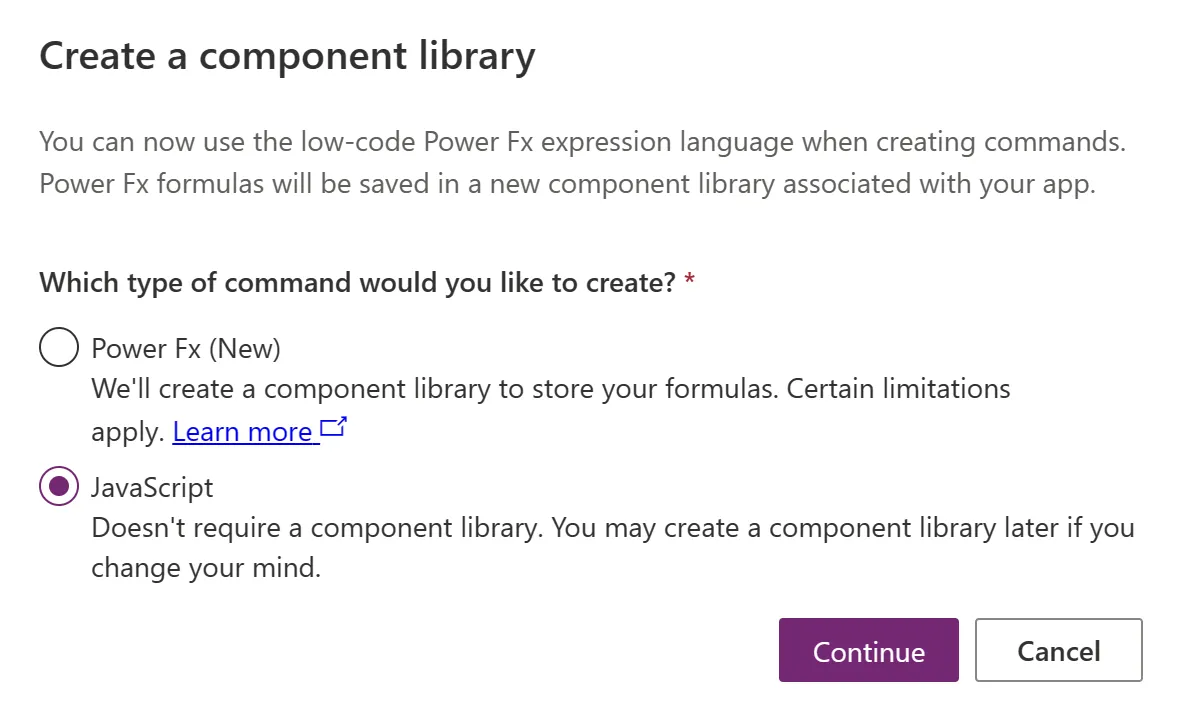 Create a component library
You can now use the low-code Power Fx expression language when creating commands.
Power Fx formulas will be saved in a new component library associated with your app.
Which type of command would you like to create? *
Power Fx (New)
We'll create a component library to store your formulas. Certain limitations
apply. Learn more
JavaScript
Doesn't require a component library. You may create a component library later if you
change your mind.
Continue
Cancel